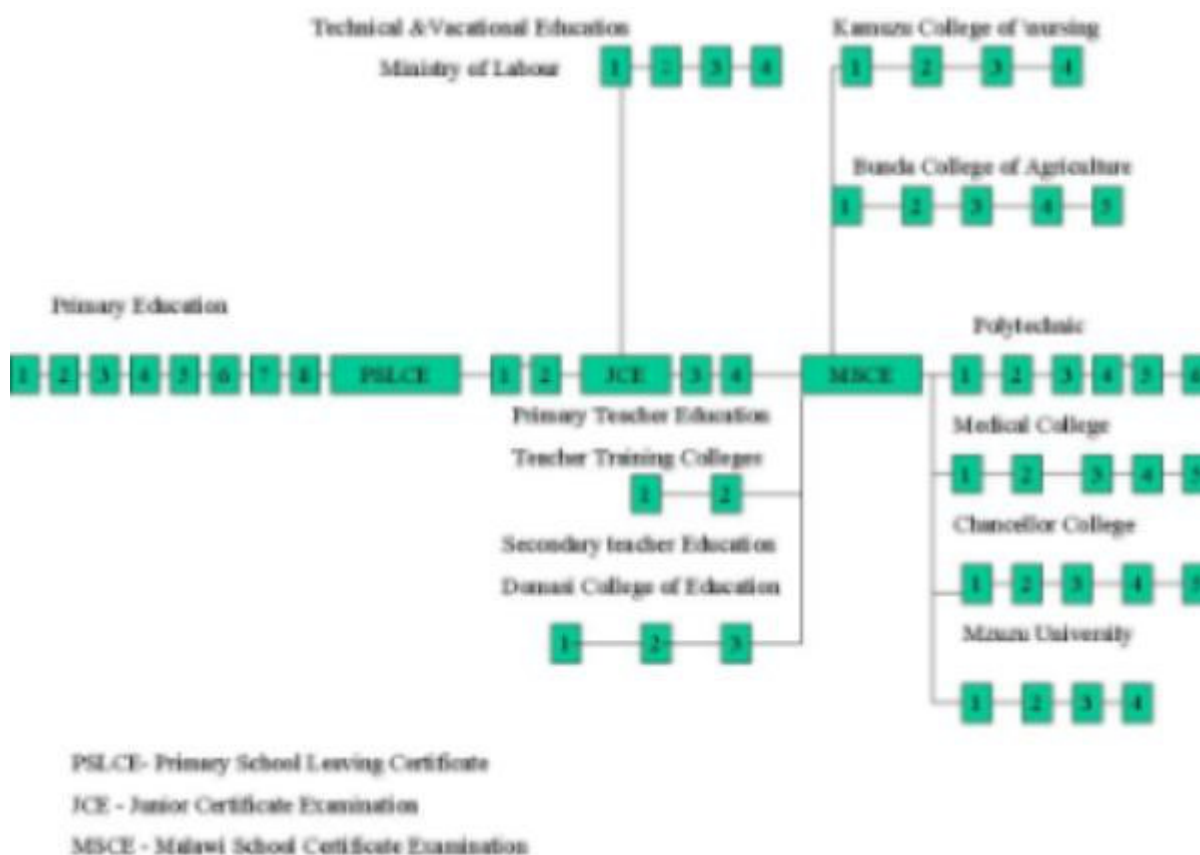 Technical & Vacational Education
Ministry of Labour
1 2 3 4
Kamuzu College of nursing
1 2 3 4
Bunda College of Agriculture
1 2 3 4 5
Primary Education
1 2 3 4 5 6 7 8 PSLCE 1 2 JCE 3 4 MSCE
Polytechnic
1 2 3 4 5 6
Primary Teacher Education
Teacher Training Colleges
1 2
Medical College
1 2 3 4 5
Secondary teacher Education
Domasi College of Education
1 2 3
Chancellor College
1 2 3 4 5
Mzuzu University
1 2 3 4
PSLCE- Primary School Leaving Certificate
JCE - Junior Certificate Examination
MSCE - Malawi School Certificate Examination